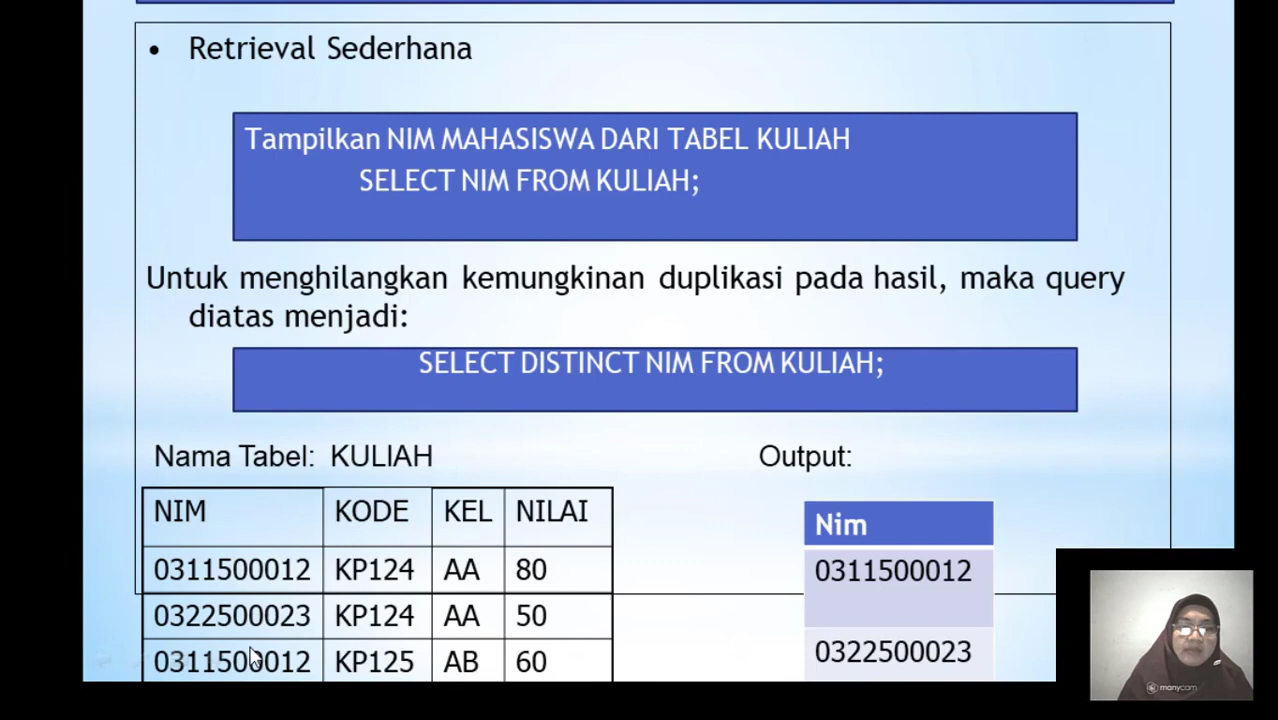 • Retrieval Sederhana
Tampilkan NIM MAHASISWA DARI TABEL KULIAH
SELECT NIM FROM KULIAH;
Untuk menghilangkan kemungkinan duplikasi pada hasil, maka query
diatas menjadi:
SELECT DISTINCT NIM FROM KULIAH;
Nama Tabel: KULIAH
NIM KODE KEL NILAI
0311500012 KP124 AA 80
0322500023 KP124 AA 50
0311500012 KP125 AB 60
Output:
Nim
0311500012
0322500023
manycam